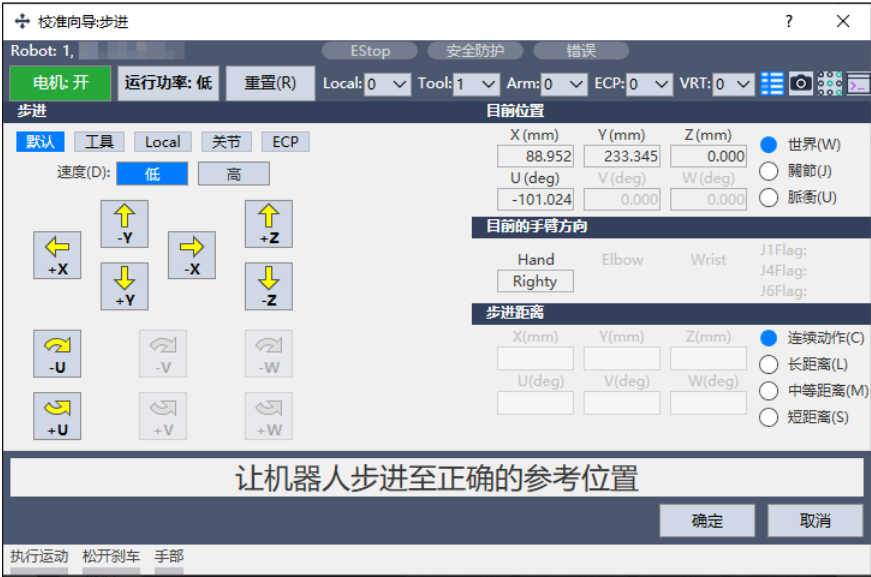 校准向导:步进
?
Robot: 1, EStop 安全防护 错误
电机: 开 运行功率: 低 重置(R) Local: 0 Tool: 1 Arm: 0 ECP: 0 VRT: 0
步进
默认 工具 Local 关节 ECP
速度(D): 低 高
-Y +Z
+X -X
+Y -Z
-U -V -W
+U +V +W
目前位置
X (mm) Y (mm) Z (mm)
88.952 233.345 0.000
U (deg) V (deg) W (deg)
-101.024 0.000 0.000
世界(W)
關節(J)
脈衝(U)
目前的手臂方向
Hand Elbow Wrist
Righty
J1Flag:
J4Flag:
J6Flag:
步进距离
X(mm) Y(mm) Z(mm)
U(deg) V(deg) W(deg)
连续动作(C)
长距离(L)
中等距离(M)
短距离(S)
让机器人步进至正确的参考位置
确定 取消
执行运动 松开刹车 手部